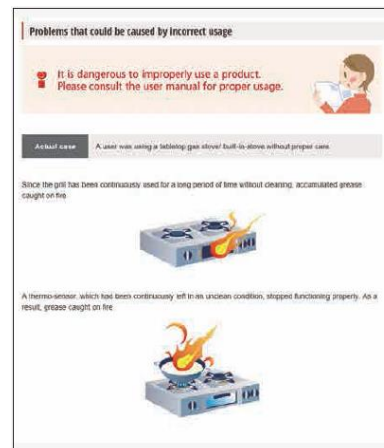 Problems that could be caused by incorrect usage
It is dangerous to improperly use a product.
Please consult the user manual for proper usage.
Actual case
A user was using a tabletop gas stove/ built-in stove without proper care.
Since the grill has been continuously used for a long period of time without cleaning, accumulated grease
caught on fire
A thermo-sensor, which had been continuously left in an unclean condition, stopped functioning properly. As a
result, grease caught on fire